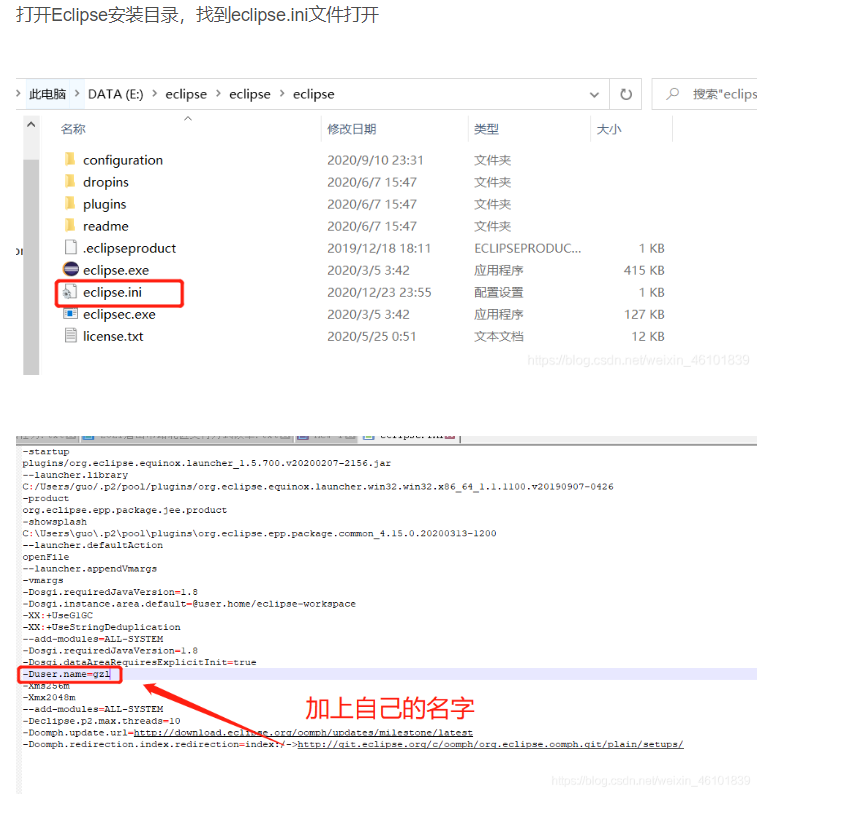 打开Eclipse安装目录，找到eclipse.ini文件打开
此电脑 > DATA (E:) > eclipse > eclipse > eclipse
搜索"eclips
名称 修改日期 类型 大小
configuration 2020/9/10 23:31 文件夹
dropins 2020/6/7 15:47 文件夹
plugins 2020/6/7 15:47 文件夹
readme 2020/6/7 15:47 文件夹
.eclipseproduct 2019/12/18 18:11 ECLIPSEPRODUC... 1 KB
eclipse.exe 2020/3/5 3:42 应用程序 415 KB
eclipse.ini 2020/12/23 23:55 配置设置 1 KB
eclipsec.exe 2020/3/5 3:42 应用程序 127 KB
license.txt 2020/5/25 0:51 文本文档 12 KB
https://blog.csdn.net/weixin_46101839
-startup
plugins/org.eclipse.equinox.launcher_1.5.700.v20200207-2156.jar
--launcher.library
C:/Users/guo/.p2/pool/plugins/org.eclipse.equinox.launcher.win32.win32.x86_64_1.1.1100.v20190907-0426
-product
org.eclipse.epp.package.jee.product
-showsplash
C:\Users\guo\.p2\pool\plugins\org.eclipse.epp.package.common_4.15.0.20200313-1200
--launcher.defaultAction
openFile
--launcher.appendVmargs
-vmargs
-Dosgi.requiredJavaVersion=1.8
-Dosgi.instance.area.default=@user.home/eclipse-workspace
-XX:+UseG1GC
-XX:+UseStringDeduplication
--add-modules=ALL-SYSTEM
-Dosgi.requiredJavaVersion=1.8
-Dosgi.dataAreaRequiresExplicitInit=true
-Duser.name=gzl
-Xms256m
-Xmx2048m
--add-modules=ALL-SYSTEM
-Declipse.p2.max.threads=10
-Doomph.update.url=http://download.eclipse.org/oomph/updates/milestone/latest
-Doomph.redirection.index.redirection=index:/->http://git.eclipse.org/c/oomph/org.eclipse.oomph.git/plain/setups/
加上自己的名字
https://blog.csdn.net/weixin_46101839